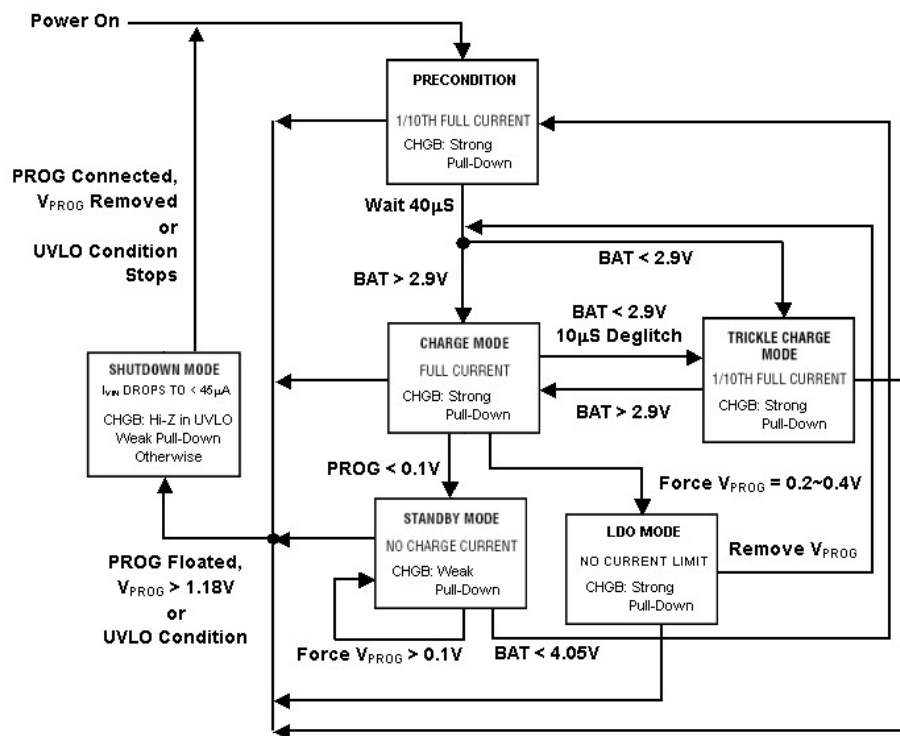 Power On
PRECONDITION
1/10TH FULL CURRENT
CHGB: Strong
Pull-Down
PROG Connected,
VPROG Removed
or
UVLO Condition
Stops
Wait 40µS
BAT > 2.9V
BAT < 2.9V
BAT < 2.9V
10µS Deglitch
CHARGE MODE
FULL CURRENT
CHGB: Strong
Pull-Down
TRICKLE CHARGE
MODE
1/10TH FULL CURRENT
CHGB: Strong
Pull-Down
BAT > 2.9V
SHUTDOWN MODE
IVIN DROPS TO < 45µA
CHGB: Hi-Z in UVLO
Weak Pull-Down
Otherwise
PROG < 0.1V
Force VPROG = 0.2~0.4V
STANDBY MODE
NO CHARGE CURRENT
CHGB: Weak
Pull-Down
LDO MODE
NO CURRENT LIMIT
CHGB: Strong
Pull-Down
Remove VPROG
PROG Floated,
VPROG > 1.18V
or
UVLO Condition
Force VPROG > 0.1V
BAT < 4.05V